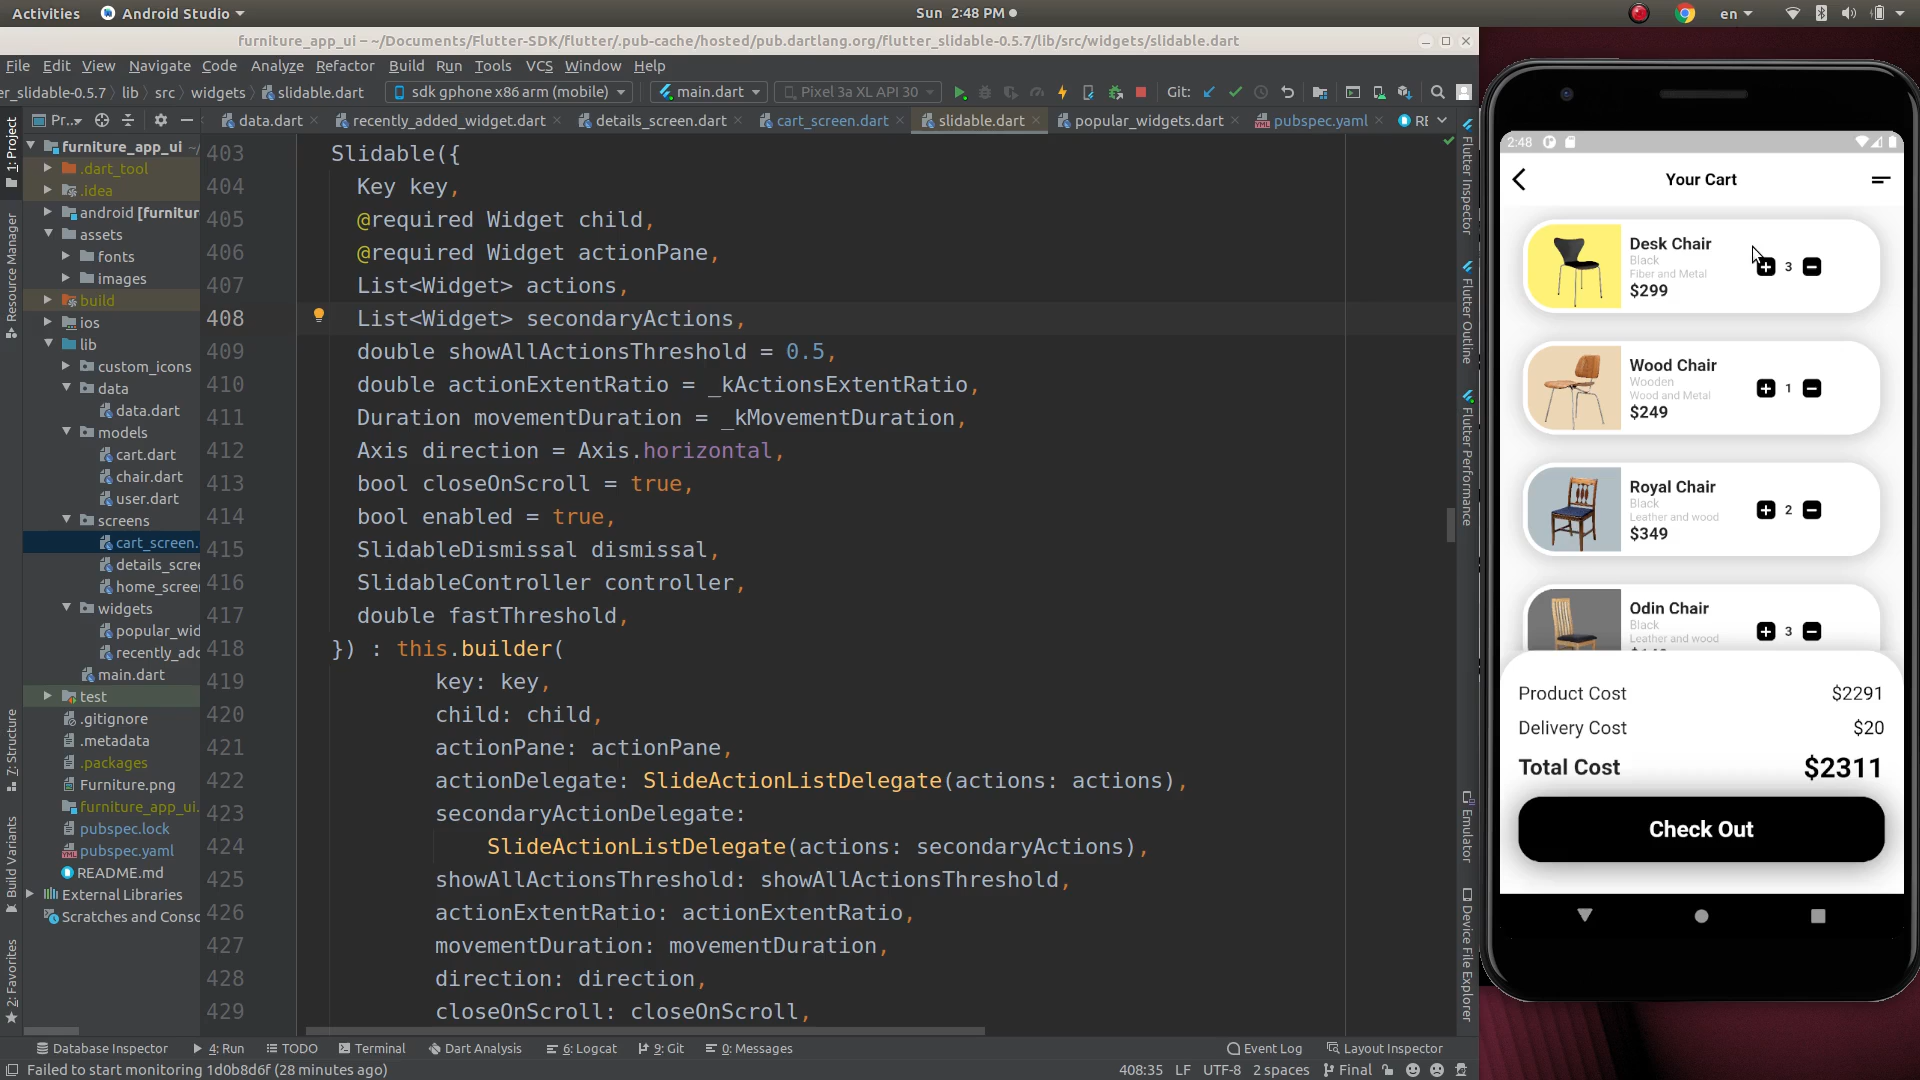 Activities
Android Studio
Sun 2:48 PM
en
furniture_app_ui – ~/Documents/Flutter-SDK/flutter/.pub-cache/hosted/pub.dartlang.org/flutter_slidable-0.5.7/lib/src/widgets/slidable.dart
File Edit View Navigate Code Analyze Refactor Build Run Tools VCS Window Help
er_slidable-0.5.7 lib src widgets slidable.dart
sdk gphone x86 arm (mobile)
main.dart
Pixel 3a XL API 30
Git:
Pr..
data.dart
recently_added_widget.dart
details_screen.dart
cart_screen.dart
slidable.dart
popular_widgets.dart
pubspec.yaml
RE
1: Project
Resource Manager
7: Structure
Build Variants
2: Favorites
furniture_app_ui ~/
.dart_tool
.idea
android [furnitur
assets
fonts
images
build
ios
lib
custom_icons
data
data.dart
models
cart.dart
chair.dart
user.dart
screens
cart_screen.
details_scree
home_scree
widgets
popular_wid
recently_add
main.dart
test
.gitignore
.metadata
.packages
Furniture.png
furniture_app_ui.
pubspec.lock
pubspec.yaml
README.md
External Libraries
Scratches and Conso
403 Slidable({
404 Key key,
405 @required Widget child,
406 @required Widget actionPane,
407 List<Widget> actions,
408 List<Widget> secondaryActions,
409 double showAllActionsThreshold = 0.5,
410 double actionExtentRatio = _kActionsExtentRatio,
411 Duration movementDuration = _kMovementDuration,
412 Axis direction = Axis.horizontal,
413 bool closeOnScroll = true,
414 bool enabled = true,
415 SlidableDismissal dismissal,
416 SlidableController controller,
417 double fastThreshold,
418 }) : this.builder(
419 key: key,
420 child: child,
421 actionPane: actionPane,
422 actionDelegate: SlideActionListDelegate(actions: actions),
423 secondaryActionDelegate:
424 SlideActionListDelegate(actions: secondaryActions),
425 showAllActionsThreshold: showAllActionsThreshold,
426 actionExtentRatio: actionExtentRatio,
427 movementDuration: movementDuration,
428 direction: direction,
429 closeOnScroll: closeOnScroll,
Flutter Inspector
Flutter Outline
Flutter Performance
Emulator
Device File Explorer
Database Inspector
4: Run
TODO
Terminal
Dart Analysis
6: Logcat
9: Git
0: Messages
Event Log
Layout Inspector
Failed to start monitoring 1d0b8d6f (28 minutes ago)
408:35 LF UTF-8 2 spaces Final
2:48
Your Cart
Desk Chair
Black
Fiber and Metal
$299
3
Wood Chair
Wooden
Wood and Metal
$249
1
Royal Chair
Black
Leather and wood
$349
2
Odin Chair
Black
Leather and wood
3
Product Cost $2291
Delivery Cost $20
Total Cost $2311
Check Out